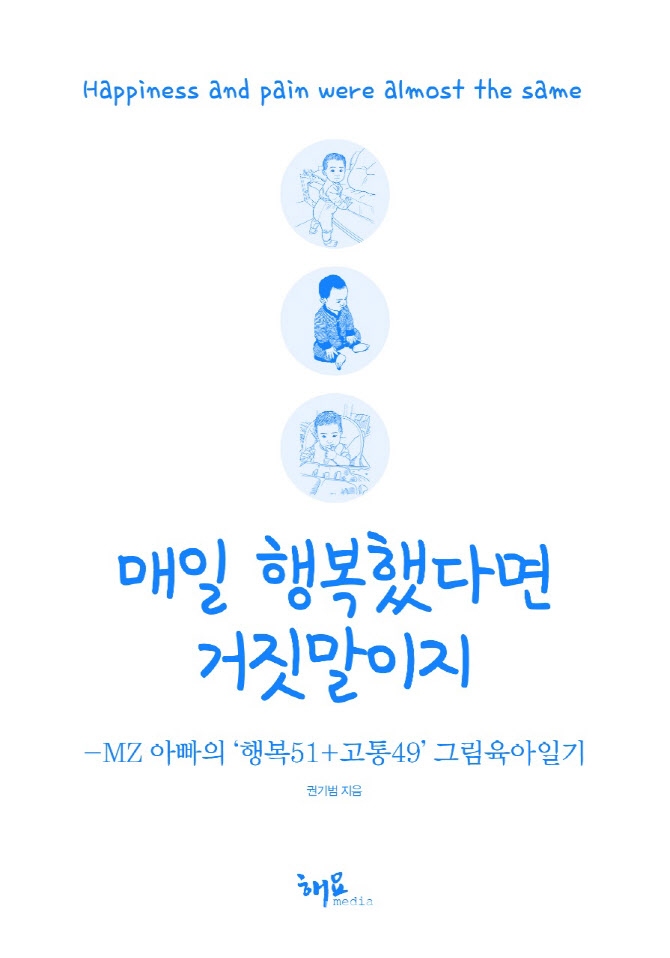 Happiness and pain were almost the same
매일 행복했다면
거짓말이지
–MZ 아빠의 ‘행복51+고통49’ 그림육아일기
권기범 지음
해요
media